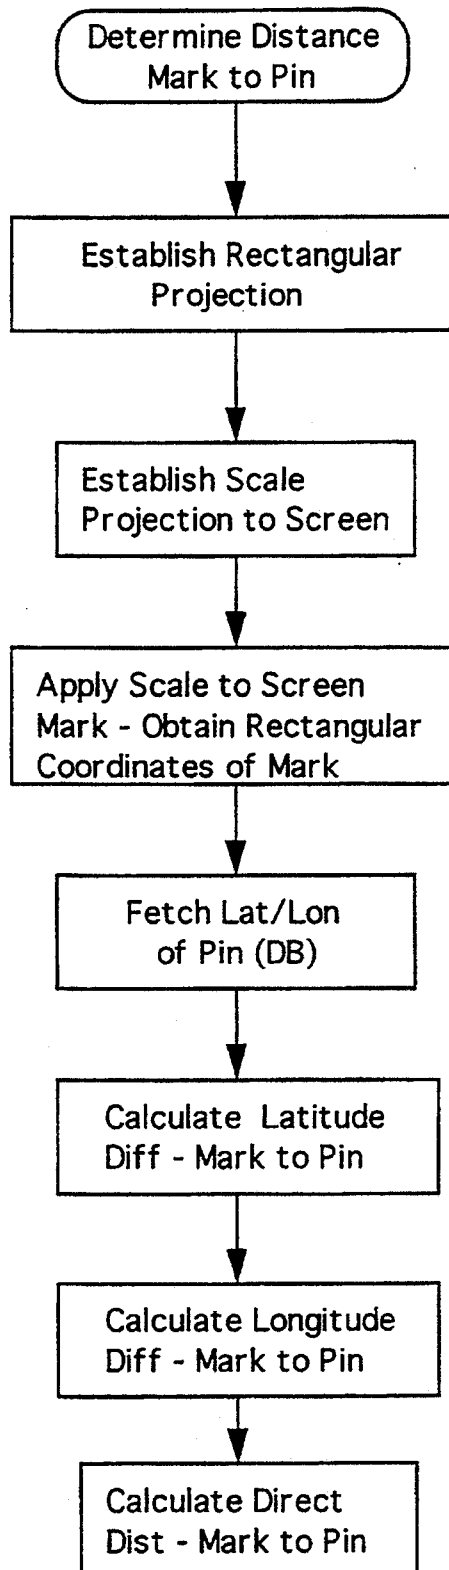 Determine Distance
Mark to Pin
Establish Rectangular
Projection
Establish Scale
Projection to Screen
Apply Scale to Screen
Mark - Obtain Rectangular
Coordinates of Mark
Fetch Lat/Lon
of Pin (DB)
Calculate Latitude
Diff - Mark to Pin
Calculate Longitude
Diff - Mark to Pin
Calculate Direct
Dist - Mark to Pin